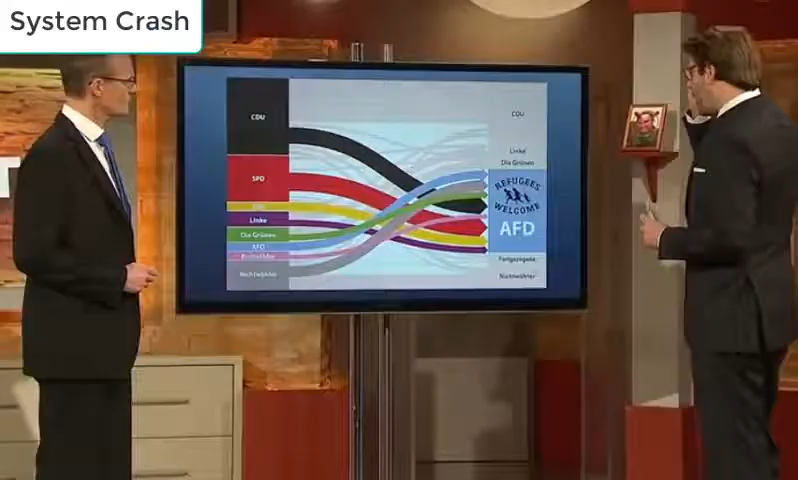 System Crash
CDU
CDU
Linke
Die Grünen
SPD
REFUGEES
WELCOME
AFD
Linke
Die Grünen
AFD
Fortgezogene
Nichtwähler
Nichtwähler